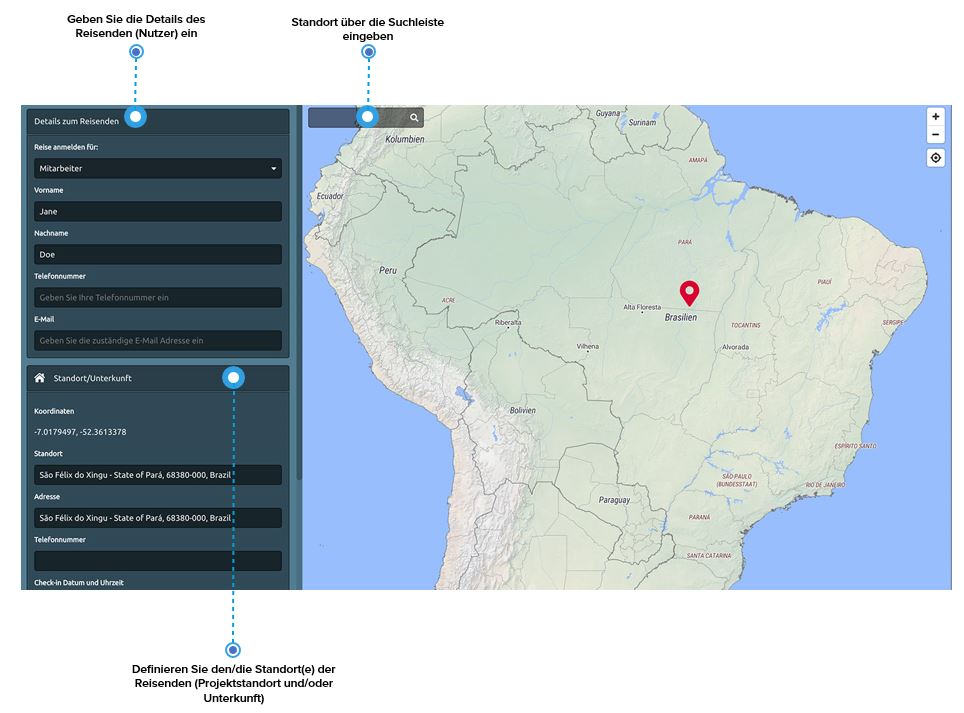 Geben Sie die Details des
Reisenden (Nutzer) ein
Standort über die Suchleiste
eingeben
Details zum Reisenden
Reise anmelden für:
Mitarbeiter
Vorname
Jane
Nachname
Doe
Telefonnummer
Geben Sie Ihre Telefonnummer ein
E-Mail
Geben Sie die zuständige E-Mail Adresse ein
Standort/Unterkunft
Koordinaten
-7.0179497, -52.3613378
Standort
São Félix do Xingu - State of Pará, 68380-000, Brazil
Adresse
São Félix do Xingu - State of Pará, 68380-000, Brazil
Telefonnummer
Check-in Datum und Uhrzeit
+
−
Guyana
Surinam
Kolumbien
AMAPÁ
Ecuador
PARÁ
Peru
PIAUÍ
ACRE
Alta Floresta
Brasilien
Riberalta
TOCANTINS
SERGIPE
Vilhena
Alvorada
Bolivien
ESPÍRITO SANTO
SÃO PAULO
(BUNDESSTAAT)
RIO DE JANEIRO
Paraguay
PARANÁ
SANTA CATARINA
Definieren Sie den/die Standort(e) der
Reisenden (Projektstandort und/oder
Unterkunft)